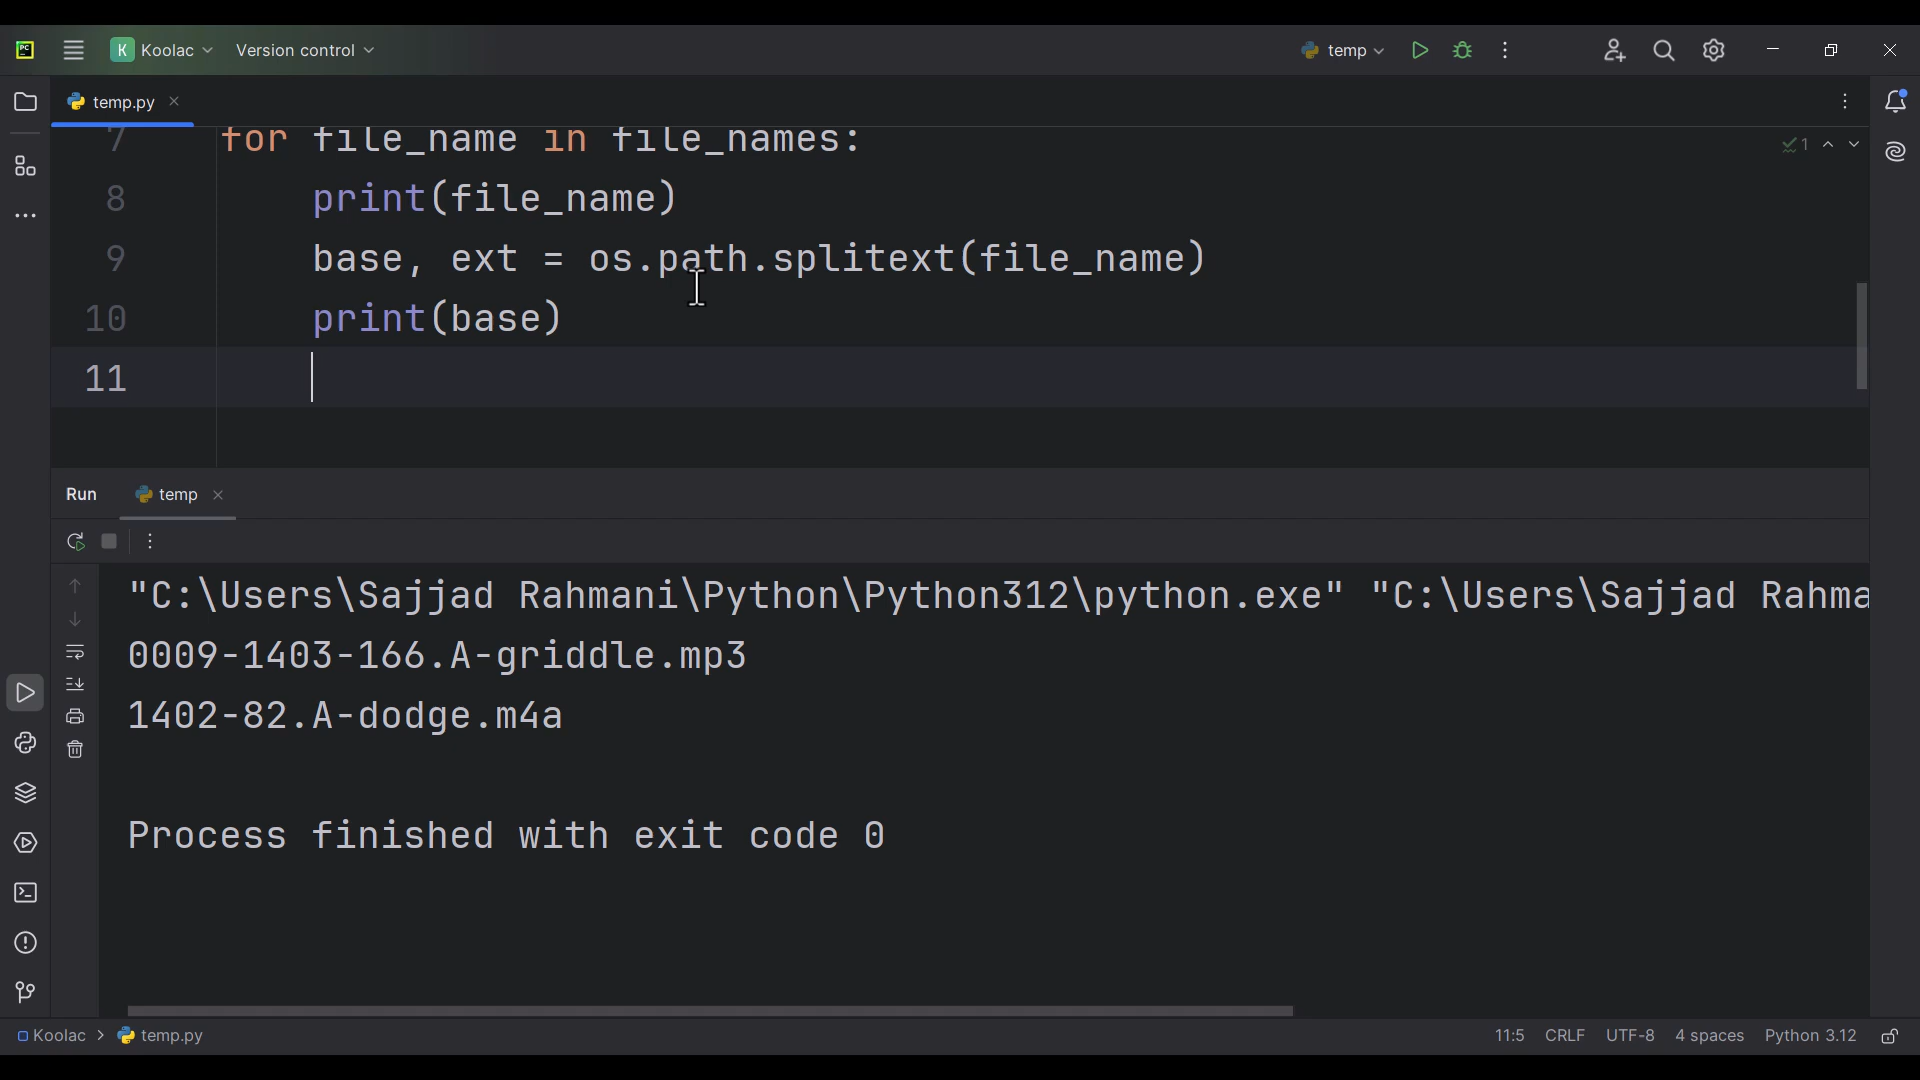 K Koolac Version control temp
temp.py
7 for file_name in file_names:
1
8 print(file_name)
9 base, ext = os.path.splitext(file_name)
10 print(base)
11
Run temp
"C:\Users\Sajjad Rahmani\Python\Python312\python.exe" "C:\Users\Sajjad Rahma
0009-1403-166.A-griddle.mp3
1402-82.A-dodge.m4a
Process finished with exit code 0
Koolac > temp.py 11:5 CRLF UTF-8 4 spaces Python 3.12